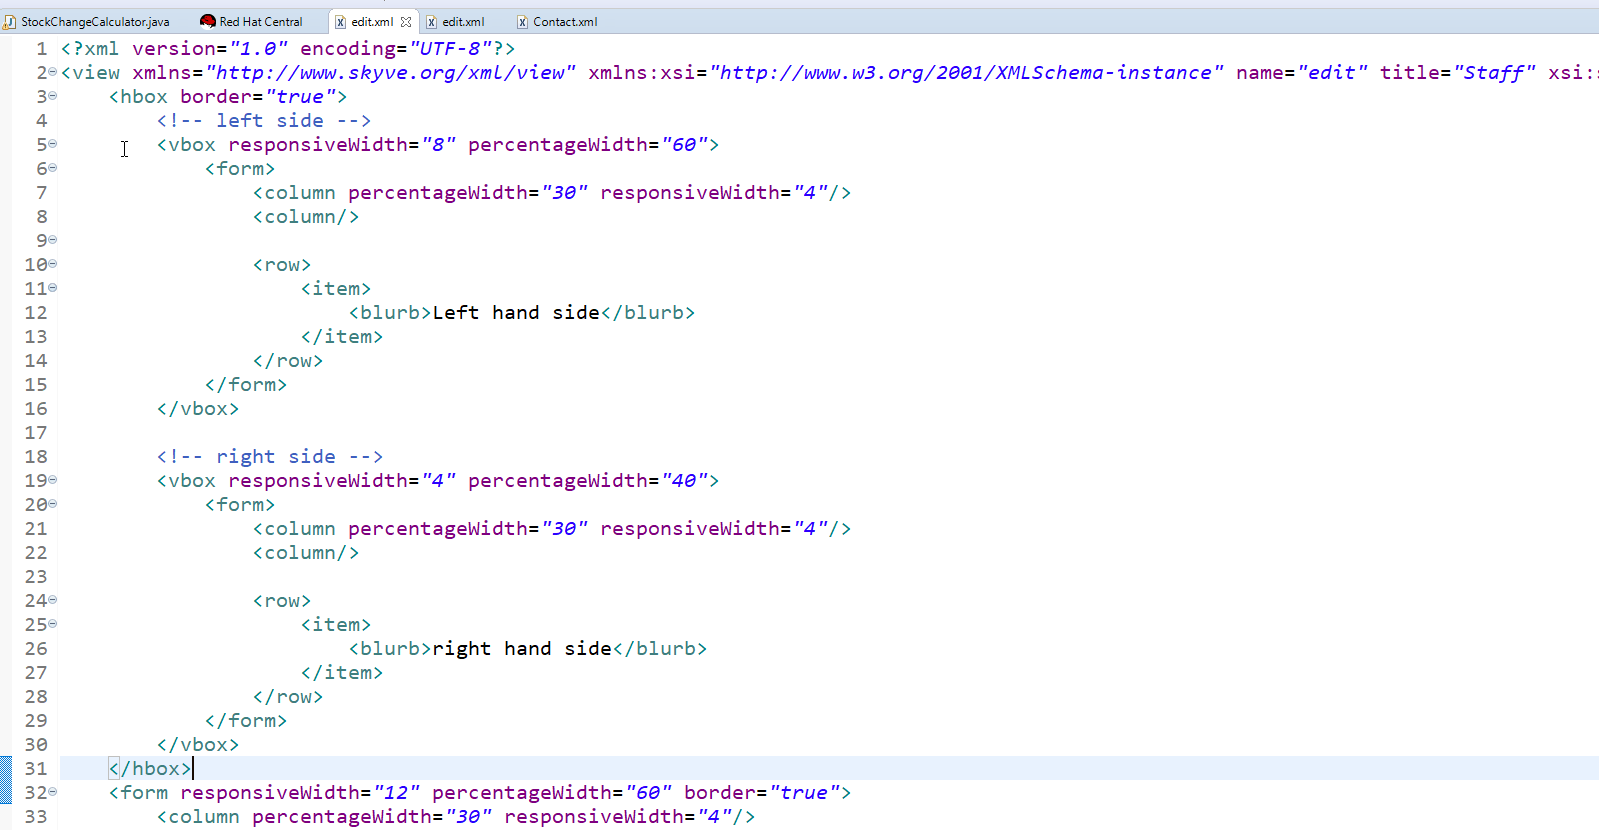 StockChangeCalculator.java Red Hat Central edit.xml edit.xml Contact.xml
1 <?xml version="1.0" encoding="UTF-8"?>
2 <view xmlns="http://www.skyve.org/xml/view" xmlns:xsi="http://www.w3.org/2001/XMLSchema-instance" name="edit" title="Staff" xsi:
3 <hbox border="true">
4 <!-- left side -->
5 <vbox responsiveWidth="8" percentageWidth="60">
6 <form>
7 <column percentageWidth="30" responsiveWidth="4"/>
8 <column/>
9
10 <row>
11 <item>
12 <blurb>Left hand side</blurb>
13 </item>
14 </row>
15 </form>
16 </vbox>
17
18 <!-- right side -->
19 <vbox responsiveWidth="4" percentageWidth="40">
20 <form>
21 <column percentageWidth="30" responsiveWidth="4"/>
22 <column/>
23
24 <row>
25 <item>
26 <blurb>right hand side</blurb>
27 </item>
28 </row>
29 </form>
30 </vbox>
31 </hbox>
32 <form responsiveWidth="12" percentageWidth="60" border="true">
33 <column percentageWidth="30" responsiveWidth="4"/>